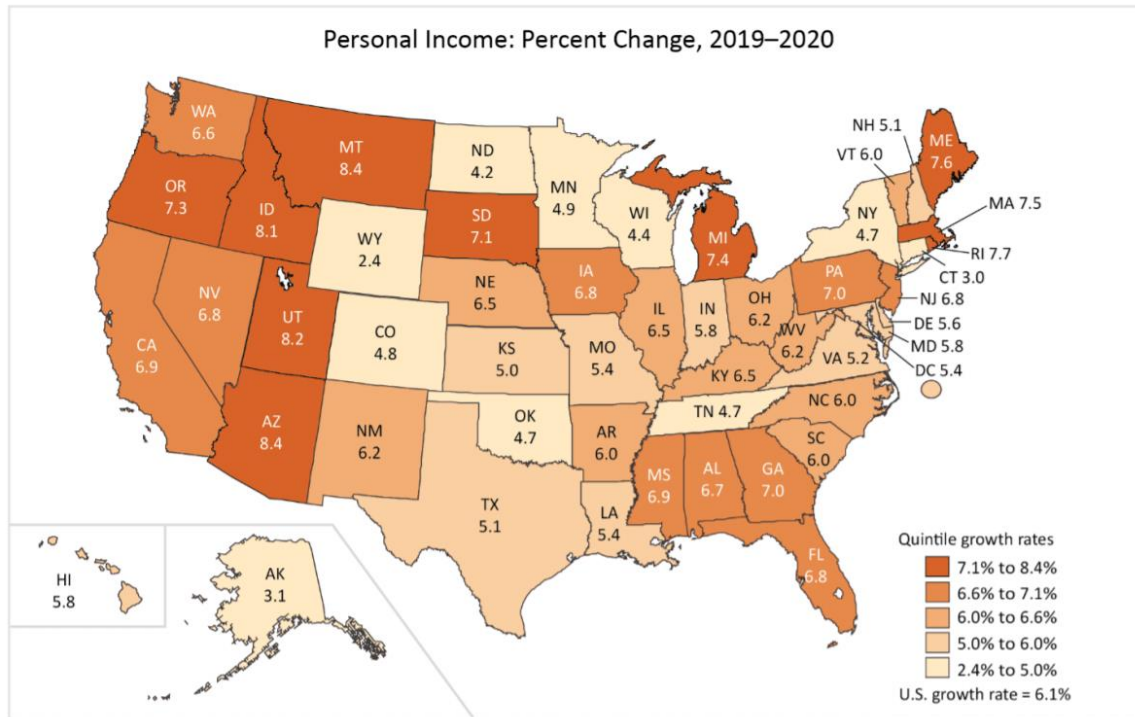 Personal Income: Percent Change, 2019–2020
WA
6.6
MT
8.4
ND
4.2
MN
4.9
NH 5.1
VT 6.0
ME
7.6
OR
7.3
ID
8.1
SD
7.1
WI
4.4
MI
7.4
NY
4.7
MA 7.5
RI 7.7
CT 3.0
WY
2.4
NE
6.5
IA
6.8
PA
7.0
NJ 6.8
NV
6.8
UT
8.2
CO
4.8
IL
6.5
IN
5.8
OH
6.2
WV
6.2
DE 5.6
MD 5.8
DC 5.4
CA
6.9
KS
5.0
MO
5.4
KY 6.5
VA 5.2
AZ
8.4
NM
6.2
OK
4.7
AR
6.0
TN 4.7
NC 6.0
SC
6.0
TX
5.1
LA
5.4
MS
6.9
AL
6.7
GA
7.0
FL
6.8
HI
5.8
AK
3.1
Quintile growth rates
7.1% to 8.4%
6.6% to 7.1%
6.0% to 6.6%
5.0% to 6.0%
2.4% to 5.0%
U.S. growth rate = 6.1%